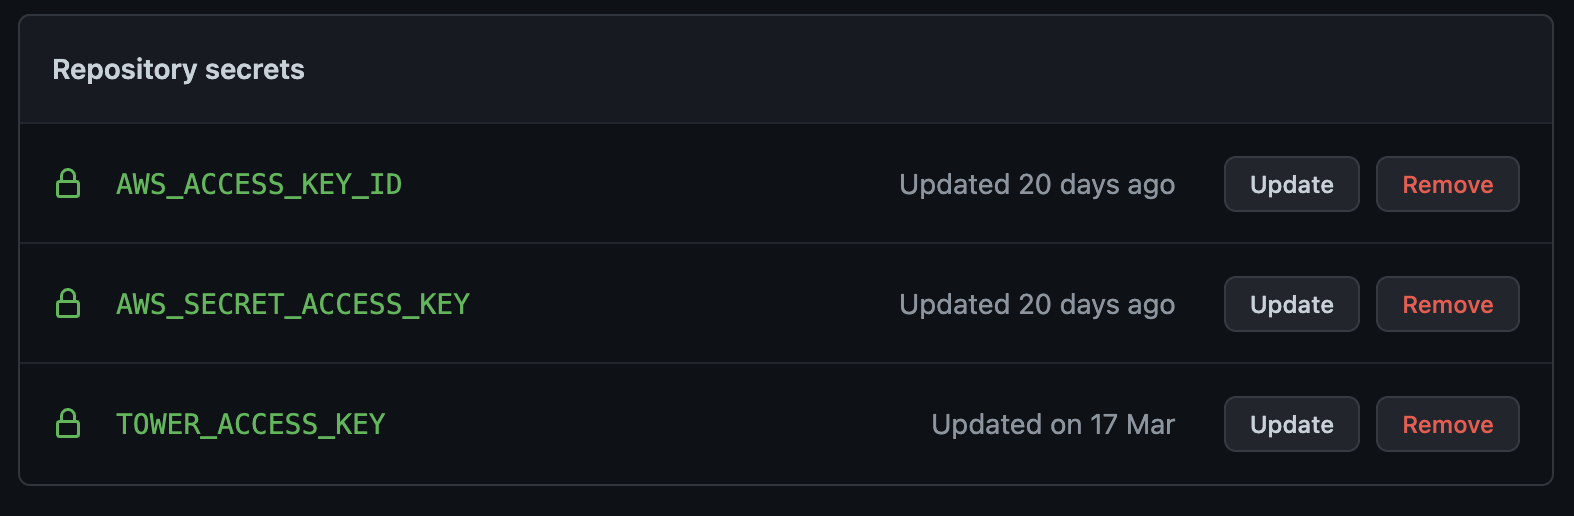 Repository secrets
AWS_ACCESS_KEY_ID Updated 20 days ago Update Remove
AWS_SECRET_ACCESS_KEY Updated 20 days ago Update Remove
TOWER_ACCESS_KEY Updated on 17 Mar Update Remove